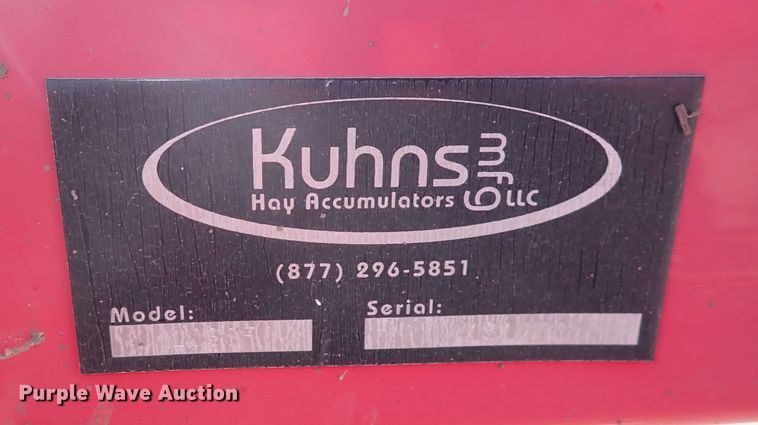 Kuhns mfg LLC
Hay Accumulators
(877) 296-5851
Model: Serial:
Purple Wave Auction